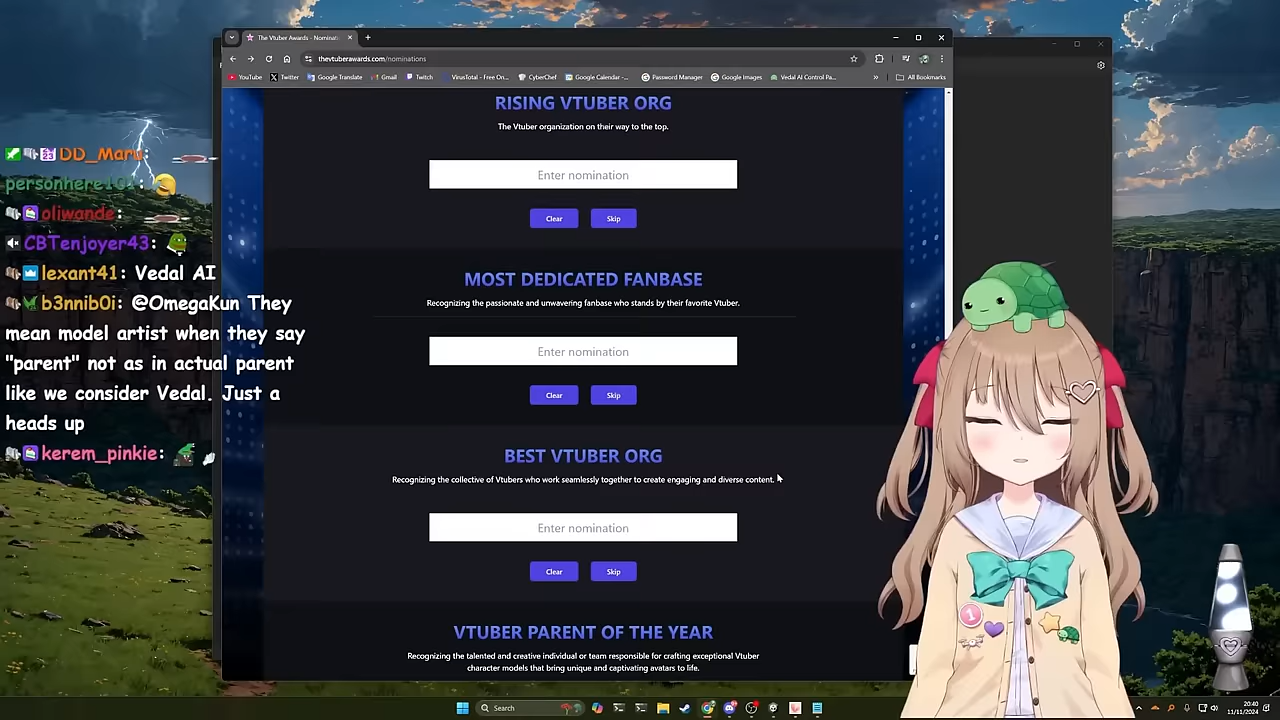 The Vtuber Awards - Nominat
thevtuberawards.com/nominations
YouTube
Twitter
Google Translate
Gmail
Twitch
VirusTotal - Free On...
CyberChef
Google Calendar -...
Password Manager
Google Images
Vedal AI Control Pa...
All Bookmarks
RISING VTUBER ORG
The Vtuber organization on their way to the top.
Enter nomination
Clear
Skip
MOST DEDICATED FANBASE
Recognizing the passionate and unwavering fanbase who stands by their favorite Vtuber.
Enter nomination
Clear
Skip
BEST VTUBER ORG
Recognizing the collective of Vtubers who work seamlessly together to create engaging and diverse content.
Enter nomination
Clear
Skip
VTUBER PARENT OF THE YEAR
Recognizing the talented and creative individual or team responsible for crafting exceptional Vtuber
character models that bring unique and captivating avatars to life.
DD_Maru:
personhere101:
oliwande:
CBTenjoyer43:
lexant41: Vedal AI
b3nnib0i: @OmegaKun They
mean model artist when they say
"parent" not as in actual parent
like we consider Vedal. Just a
heads up
kerem_pinkie:
1
Search
20:40
11/11/2024